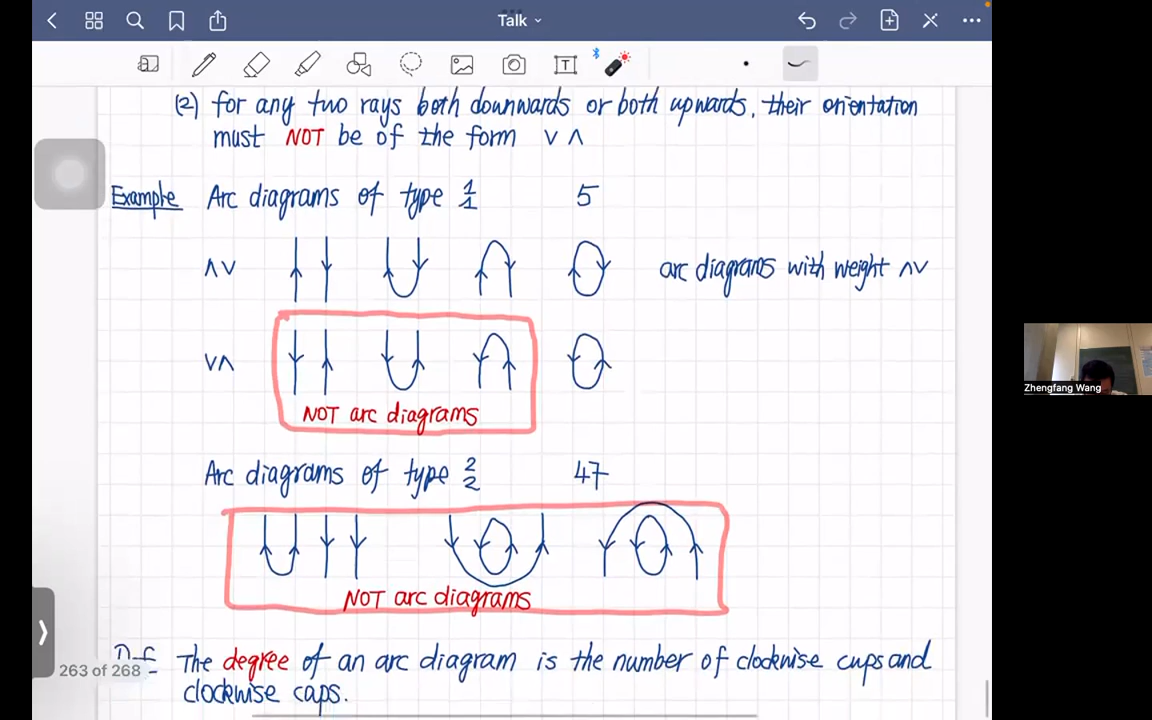 Talk
(2) for any two rays both downwards or both upwards, their orientation
must NOT be of the form ∨ ∧
Example Arc diagrams of type 1/1 5
∧∨ arc diagrams with weight ∧∨
∨∧
NOT arc diagrams
Arc diagrams of type 2/2 47
NOT arc diagrams
Def The degree of an arc diagram is the number of clockwise cups and
clockwise caps.
263 of 268
Zhengfang Wang